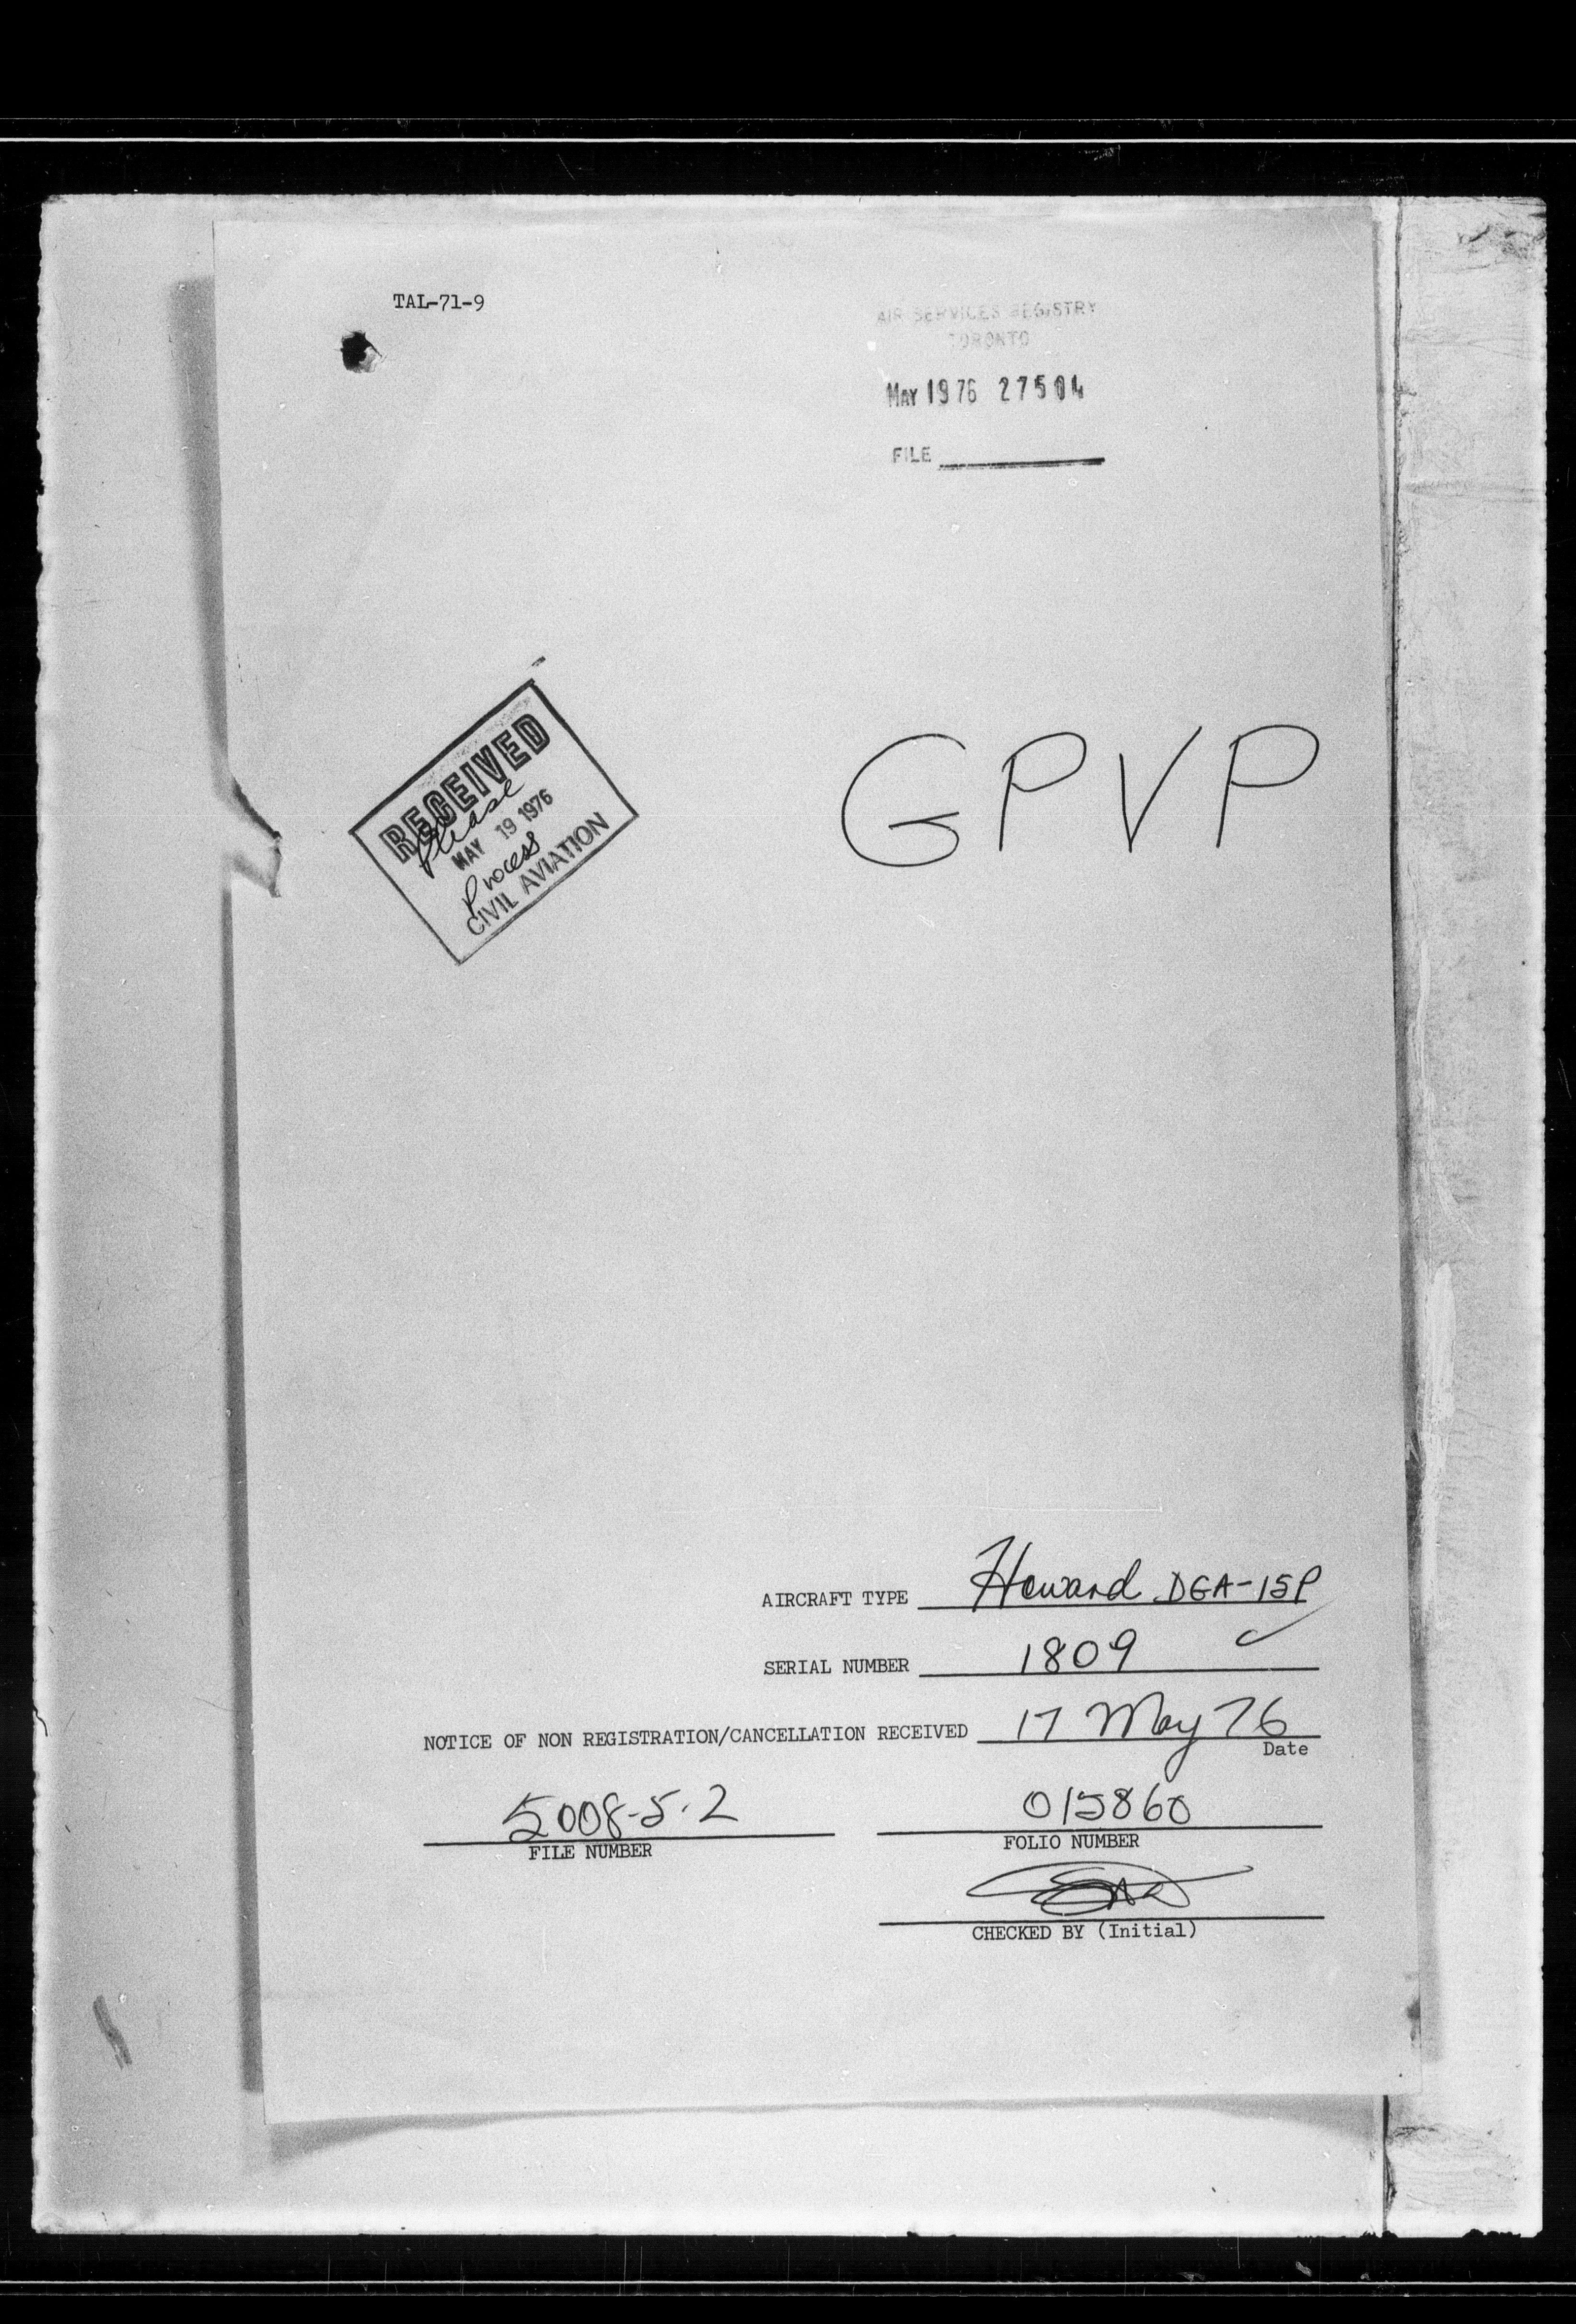 TAL-71-9
AIR SERVICES REGISTRY
TORONTO
MAY 19 76 27504
FILE
RECEIVED
Please
MAY 19 1976
Process
CIVIL AVIATION
GPVP
AIRCRAFT TYPE Howard DGA-15P
SERIAL NUMBER 1809
NOTICE OF NON REGISTRATION/CANCELLATION RECEIVED 17 May 76
Date
5008-5-2 015860
FILE NUMBER FOLIO NUMBER
CHECKED BY (Initial)